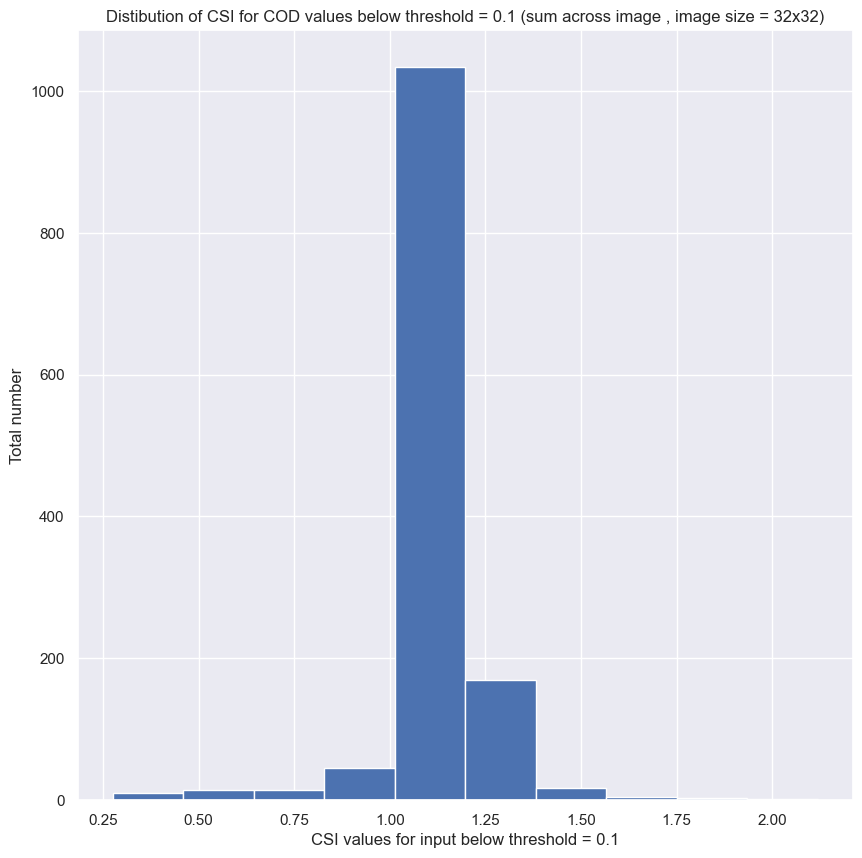 Distibution of CSI for COD values below threshold = 0.1 (sum across image , image size = 32x32)
Total number
1000
800
600
400
200
0
0.25 0.50 0.75 1.00 1.25 1.50 1.75 2.00
CSI values for input below threshold = 0.1